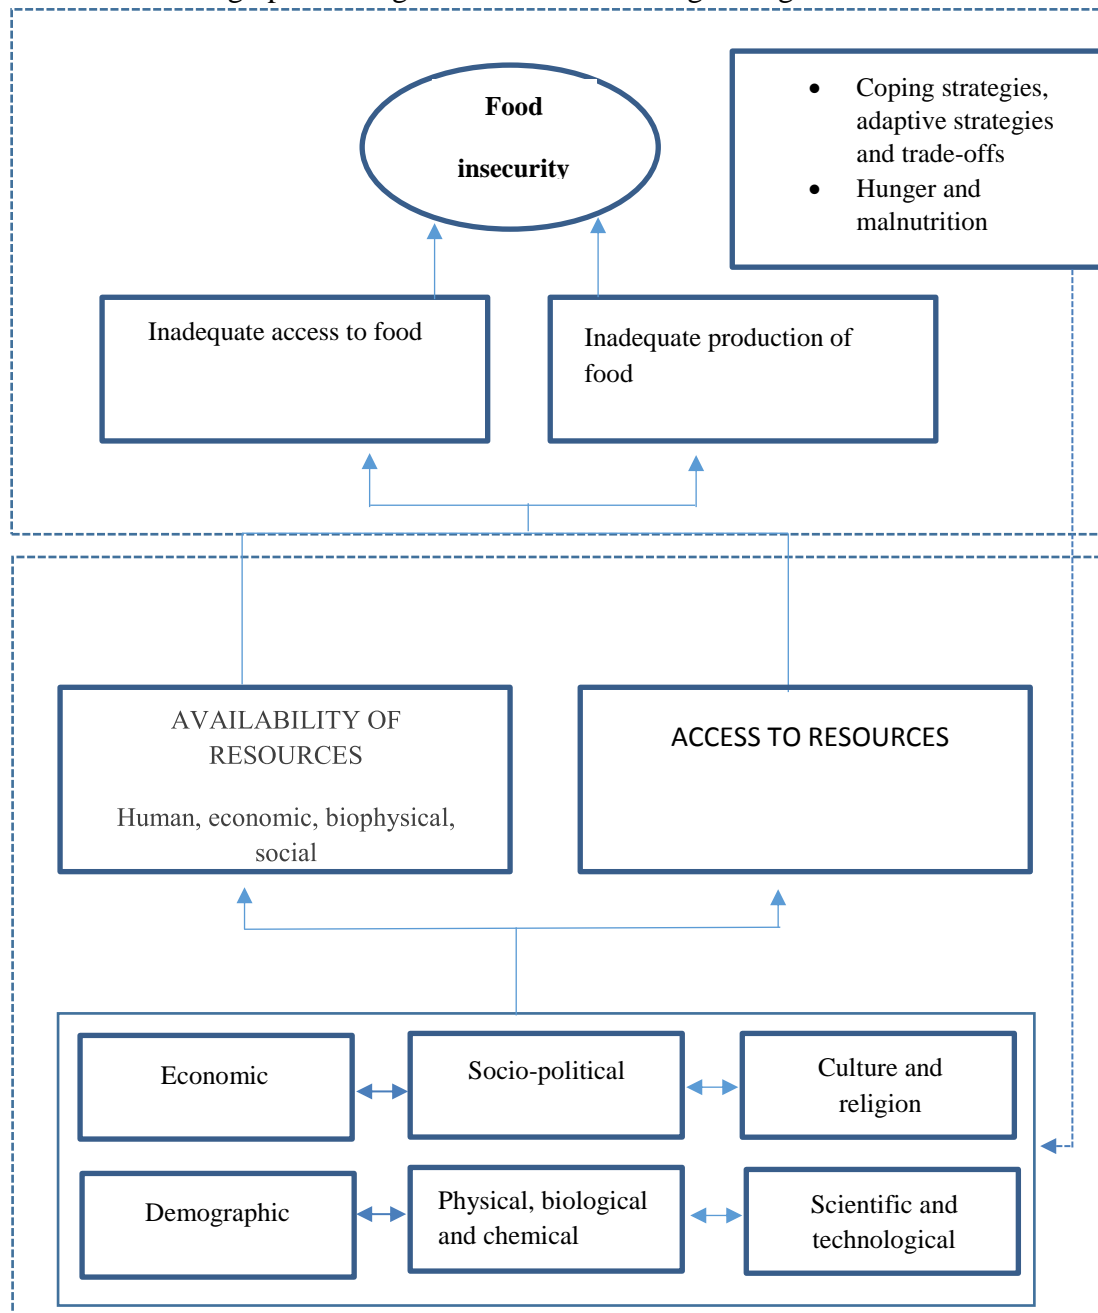 Food
insecurity
• Coping strategies,
adaptive strategies
and trade-offs
• Hunger and
malnutrition
Inadequate access to food
Inadequate production of
food
AVAILABILITY OF
RESOURCES
Human, economic, biophysical,
social
ACCESS TO RESOURCES
Economic
Socio-political
Culture and
religion
Demographic
Physical, biological
and chemical
Scientific and
technological